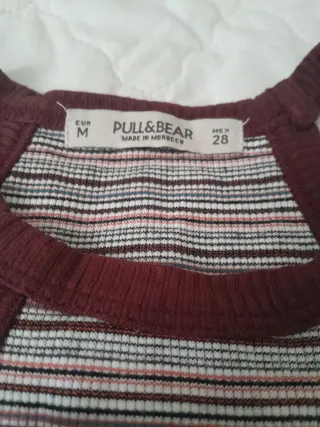 EUR
M
PULL&BEAR
MADE IN MOROCCO
MEX
28